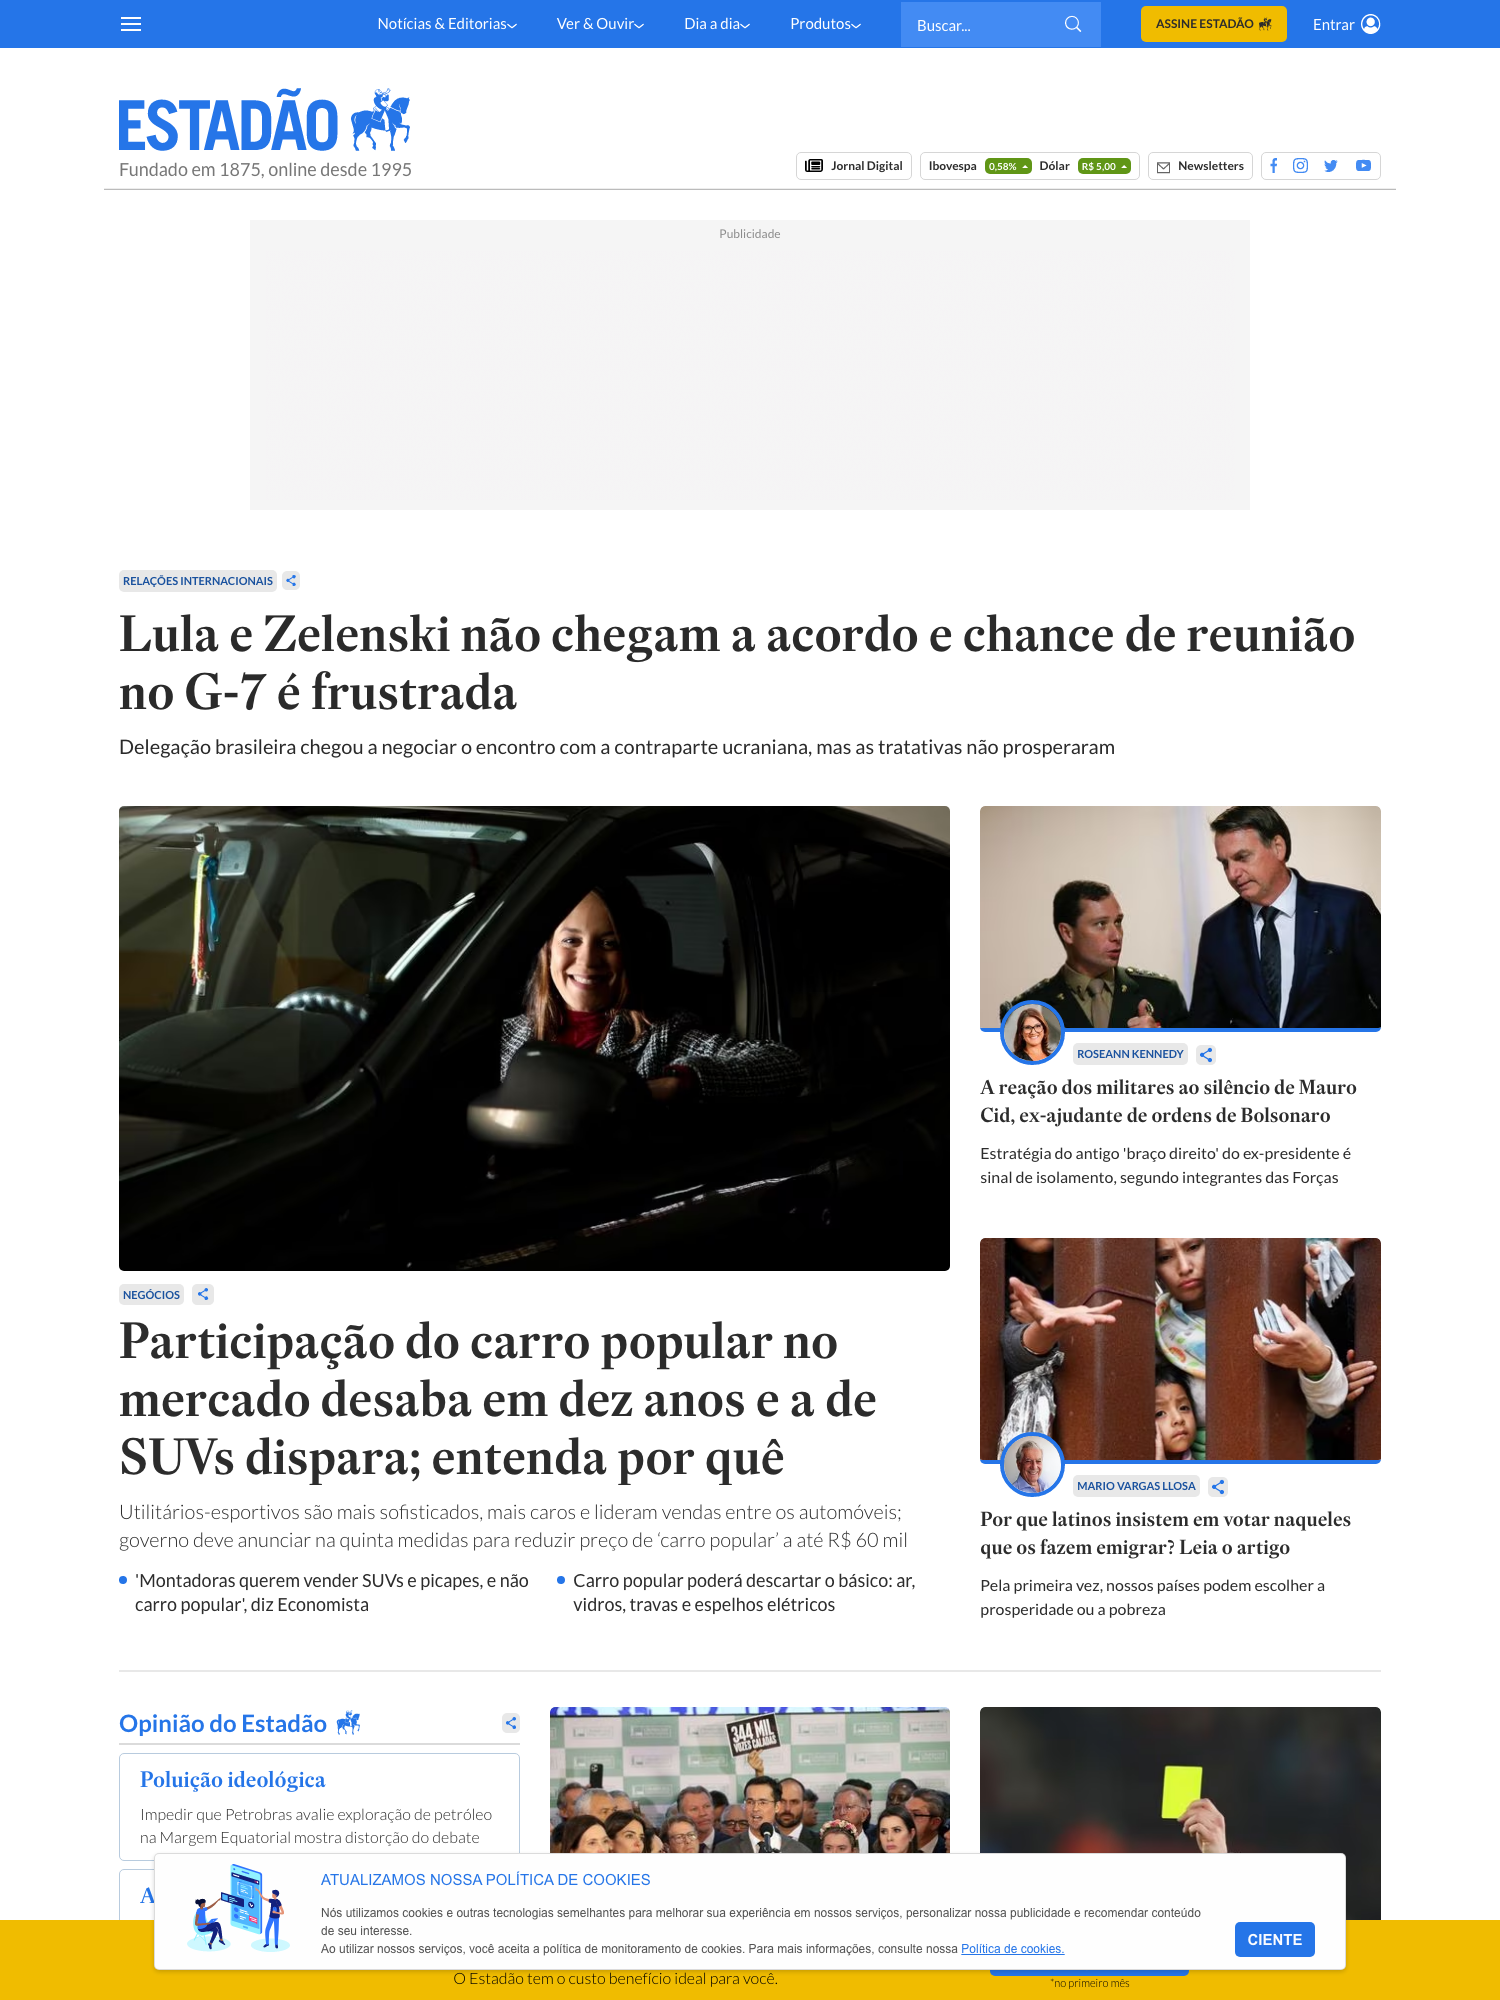 Notícias & Editorias
Ver & Ouvir
Dia a dia
Produtos
Buscar...
ASSINE ESTADÃO
Entrar
ESTADÃO
Fundado em 1875, online desde 1995
Jornal Digital
Ibovespa 0,58% Dólar R$ 5,00
Newsletters
Publicidade
RELAÇÕES INTERNACIONAIS
Lula e Zelenski não chegam a acordo e chance de reunião
no G-7 é frustrada
Delegação brasileira chegou a negociar o encontro com a contraparte ucraniana, mas as tratativas não prosperaram
NEGÓCIOS
Participação do carro popular no
mercado desaba em dez anos e a de
SUVs dispara; entenda por quê
Utilitários-esportivos são mais sofisticados, mais caros e lideram vendas entre os automóveis;
governo deve anunciar na quinta medidas para reduzir preço de ‘carro popular’ a até R$ 60 mil
'Montadoras querem vender SUVs e picapes, e não
carro popular', diz Economista
Carro popular poderá descartar o básico: ar,
vidros, travas e espelhos elétricos
ROSEANN KENNEDY
A reação dos militares ao silêncio de Mauro
Cid, ex-ajudante de ordens de Bolsonaro
Estratégia do antigo 'braço direito' do ex-presidente é
sinal de isolamento, segundo integrantes das Forças
MARIO VARGAS LLOSA
Por que latinos insistem em votar naqueles
que os fazem emigrar? Leia o artigo
Pela primeira vez, nossos países podem escolher a
prosperidade ou a pobreza
Opinião do Estadão
Poluição ideológica
Impedir que Petrobras avalie exploração de petróleo
na Margem Equatorial mostra distorção do debate
A
344 MIL
VOZES CALADAS
ATUALIZAMOS NOSSA POLÍTICA DE COOKIES
Nós utilizamos cookies e outras tecnologias semelhantes para melhorar sua experiência em nossos serviços, personalizar nossa publicidade e recomendar conteúdo
de seu interesse.
Ao utilizar nossos serviços, você aceita a política de monitoramento de cookies. Para mais informações, consulte nossa Política de cookies.
CIENTE
O Estadão tem o custo benefício ideal para você.
*no primeiro mês